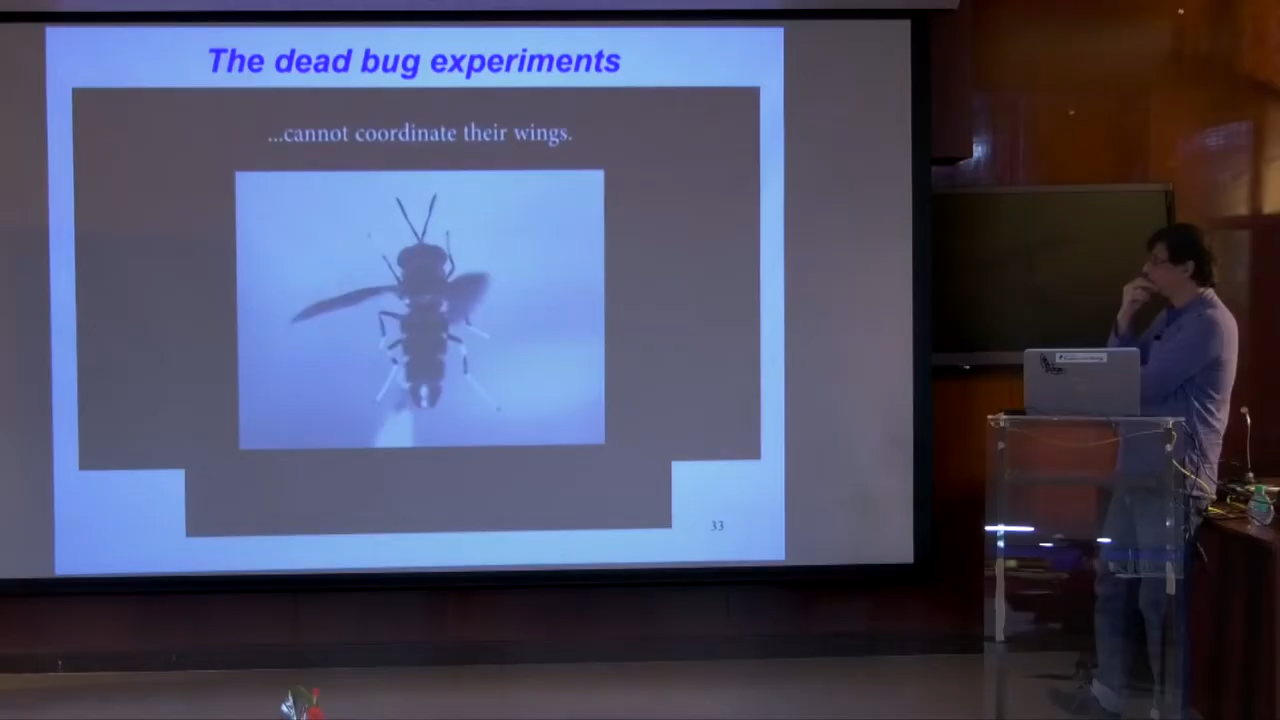 The dead bug experiments
...cannot coordinate their wings.
33